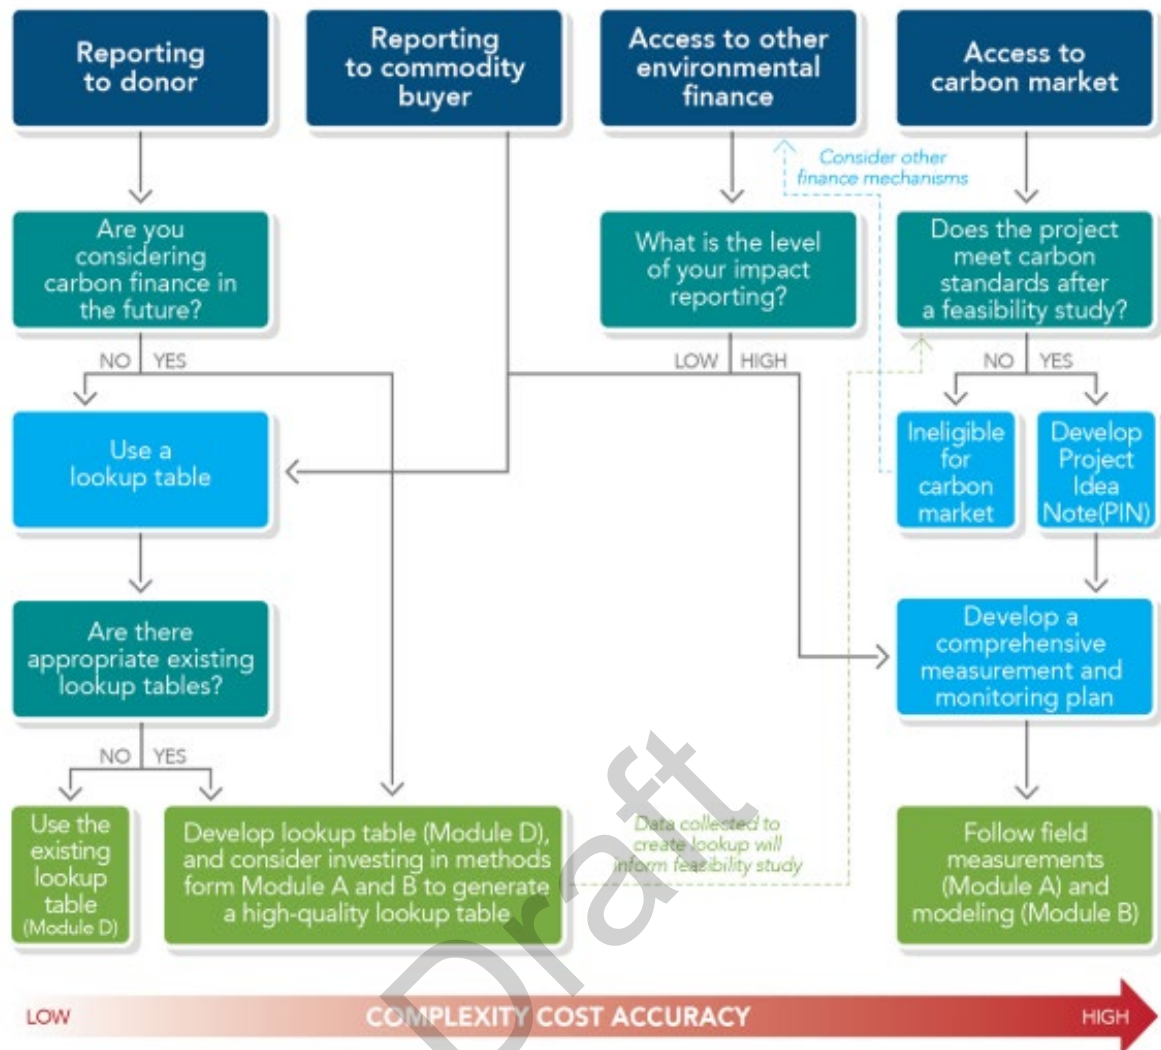 Reporting
to donor
Reporting
to commodity
buyer
Access to other
environmental
finance
Access to
carbon market
Consider other
finance mechanisms
Are you
considering
carbon finance in
the future?
What is the level
of your impact
reporting?
Does the project
meet carbon
standards after
a feasibility study?
NO YES
LOW HIGH
NO YES
Use a
lookup table
Ineligible
for
carbon
market
Develop
Project
Idea
Note(PIN)
Are there
appropriate existing
lookup tables?
Develop a
comprehensive
measurement and
monitoring plan
NO YES
Use the
existing
lookup
table
(Module D)
Develop lookup table (Module D),
and consider investing in methods
form Module A and B to generate
a high-quality lookup table
Data collected to
create lookup will
inform feasibility study
Follow field
measurements
(Module A) and
modeling (Module B)
Draft
LOW COMPLEXITY COST ACCURACY HIGH